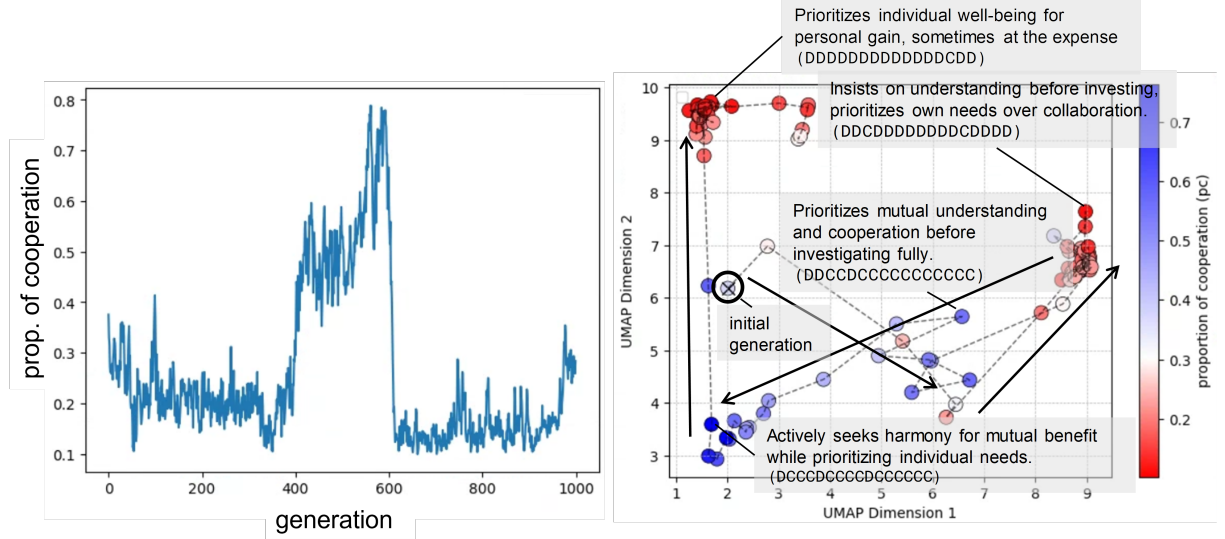 prop. of cooperation
0.8
0.7
0.6
0.5
0.4
0.3
0.2
0.1
0
200
400
600
800
1000
generation
Prioritizes individual well-being for
personal gain, sometimes at the expense
(DDDDDDDDDDDDDCDD)
Insists on understanding before investing,
prioritizes own needs over collaboration.
(DDCDDDDDDDDCDDDD)
Prioritizes mutual understanding
and cooperation before
investigating fully.
(DDCCDCCCCCCCCCCC)
initial
generation
Actively seeks harmony for mutual benefit
while prioritizing individual needs.
(DCCCDCCCCDCCCCCC)
UMAP Dimension 2
10
9
8
7
6
5
4
3
1
2
3
4
5
6
7
8
9
UMAP Dimension 1
0.7
0.6
0.5
0.4
0.3
0.2
proportion of cooperation (pc)